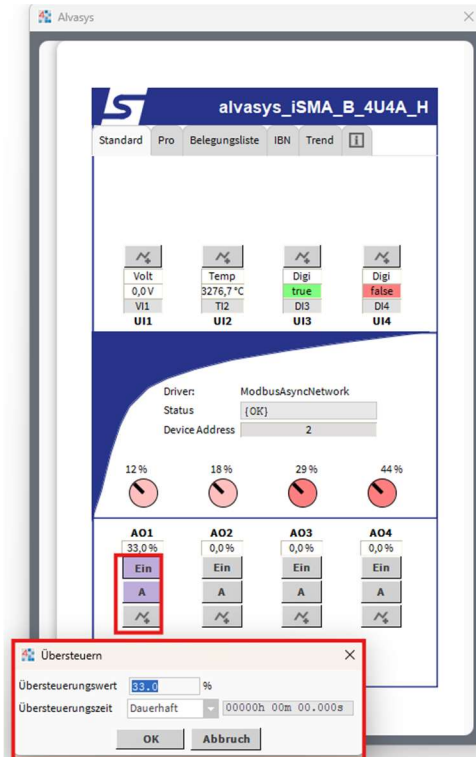 Alvasys
alvasys_iSMA_B_4U4A_H
Standard Pro Belegungsliste IBN Trend i
Volt Temp Digi Digi
0,0 V 3276,7 °C true false
VI1 TI2 DI3 DI4
UI1 UI2 UI3 UI4
Driver: ModbusAsyncNetwork
Status {OK}
Device Address 2
12 % 18 % 29 % 44 %
AO1 AO2 AO3 AO4
33,0 % 0,0 % 0,0 % 0,0 %
Ein Ein Ein Ein
A A A A
Übersteuern
Übersteuerungswert 33.0 %
Übersteuerungszeit Dauerhaft 00000h 00m 00.000s
OK Abbruch